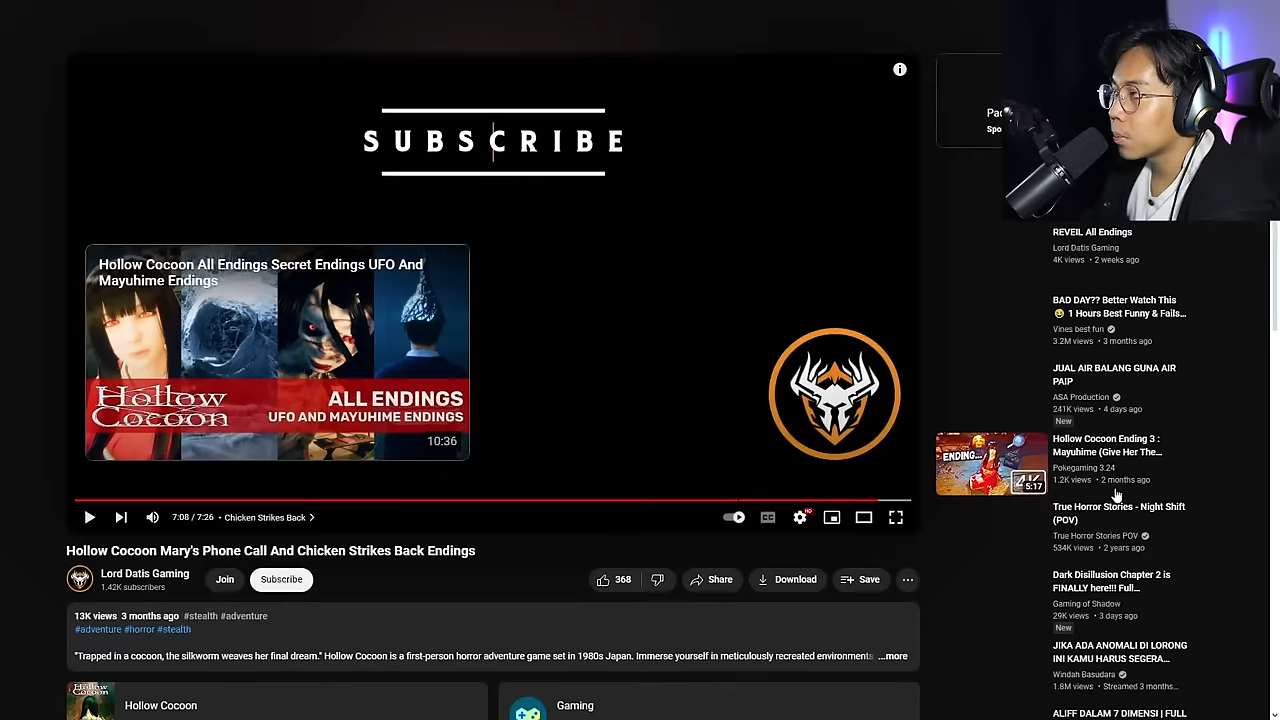 SUBSCRIBE
Hollow Cocoon All Endings Secret Endings UFO And
Mayuhime Endings
Hollow
Cocoon
ALL ENDINGS
UFO AND MAYUHIME ENDINGS
10:36
7:08 / 7:26 • Chicken Strikes Back
Hollow Cocoon Mary's Phone Call And Chicken Strikes Back Endings
Lord Datis Gaming
1.42K subscribers
Join
Subscribe
368
Share
Download
Save
13K views 3 months ago #stealth #adventure
#adventure #horror #stealth
"Trapped in a cocoon, the silkworm weaves her final dream." Hollow Cocoon is a first-person horror adventure game set in 1980s Japan. Immerse yourself in meticulously recreated environments ...more
Hollow Cocoon
Gaming
REVEIL All Endings
Lord Datis Gaming
4K views • 2 weeks ago
BAD DAY?? Better Watch This
😂 1 Hours Best Funny & Fails...
Vines best fun
3.2M views • 3 months ago
JUAL AIR BALANG GUNA AIR
PAIP
ASA Production
241K views • 4 days ago
New
ENDING...
4K
5:17
Hollow Cocoon Ending 3 :
Mayuhime (Give Her The...
Pokegaming 3.24
1.2K views • 2 months ago
True Horror Stories - Night Shift
(POV)
True Horror Stories POV
534K views • 2 years ago
Dark Disillusion Chapter 2 is
FINALLY here!!! Full...
Gaming of Shadow
29K views • 3 days ago
New
JIKA ADA ANOMALI DI LORONG
INI KAMU HARUS SEGERA...
Windah Basudara
1.8M views • Streamed 3 months...
ALIFF DALAM 7 DIMENSI | FULL